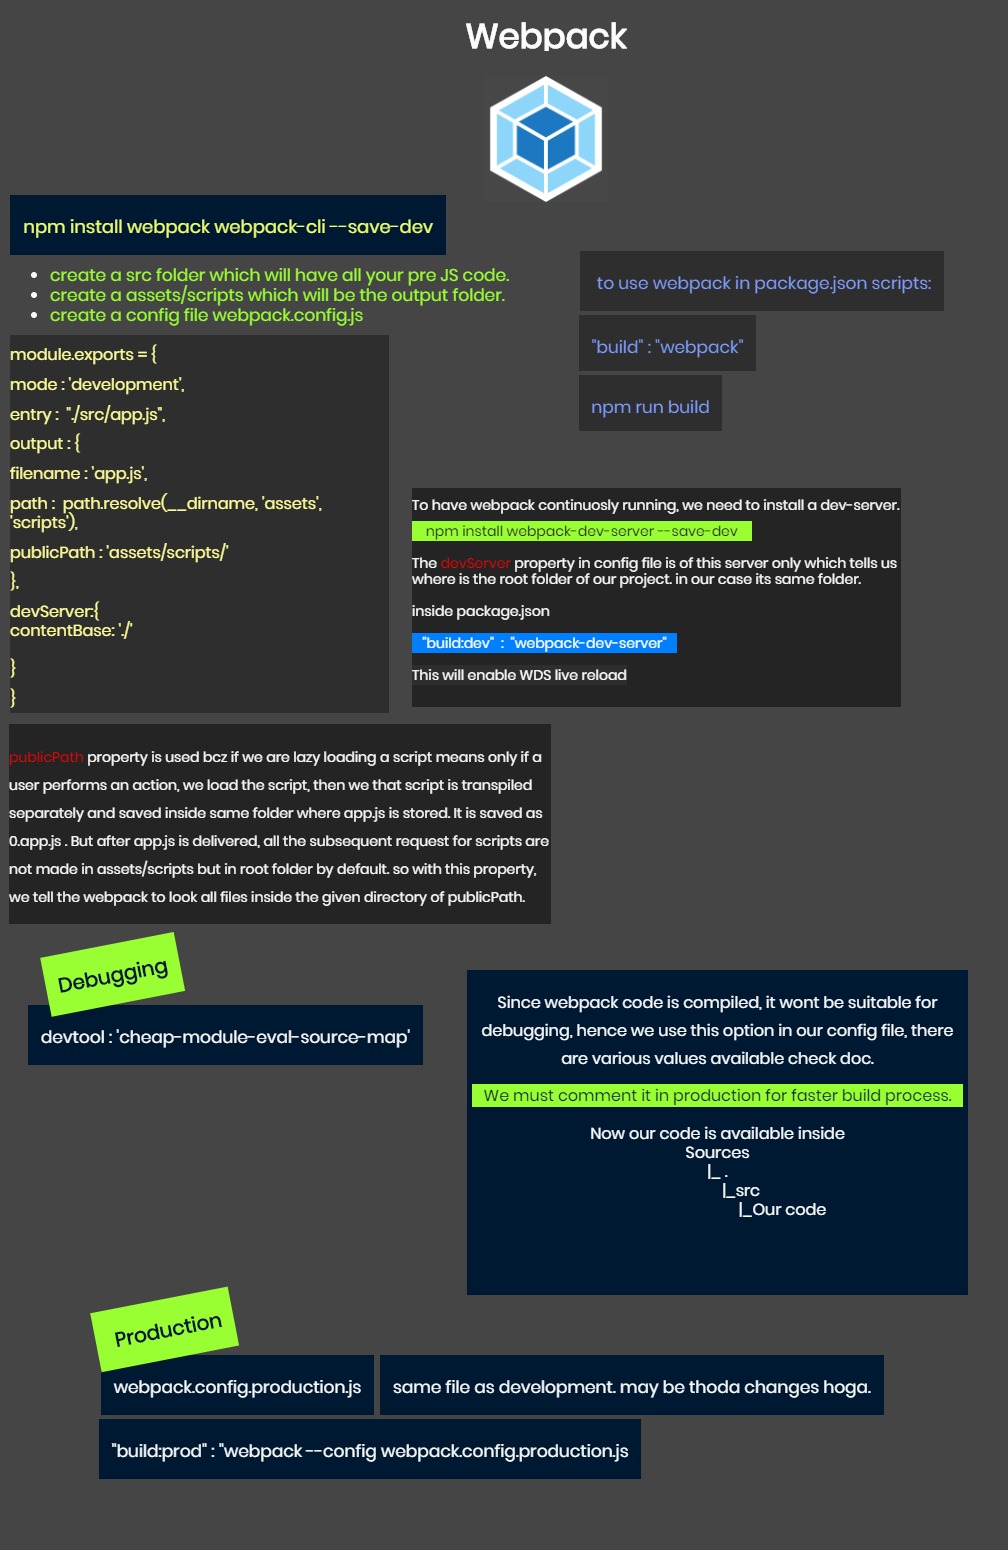 Webpack
npm install webpack webpack-cli --save-dev
create a src folder which will have all your pre JS code.
create a assets/scripts which will be the output folder.
create a config file webpack.config.js
to use webpack in package.json scripts:
"build" : "webpack"
npm run build
module.exports = {
mode : 'development',
entry :  "./src/app.js",
output : {
filename : 'app.js',
path :  path.resolve(__dirname, 'assets',
'scripts'),
publicPath : 'assets/scripts/'
},
devServer:{
contentBase: './'
}
}
To have webpack continuosly running, we need to install a dev-server.
npm install webpack-dev-server --save-dev
The devServer property in config file is of this server only which tells us
where is the root folder of our project. in our case its same folder.
inside package.json
"build:dev"  :  "webpack-dev-server"
This will enable WDS live reload
publicPath property is used bcz if we are lazy loading a script means only if a
user performs an action, we load the script, then we that script is transpiled
separately and saved inside same folder where app.js is stored. It is saved as
0.app.js . But after app.js is delivered, all the subsequent request for scripts are
not made in assets/scripts but in root folder by default. so with this property,
we tell the webpack to look all files inside the given directory of publicPath.
Debugging
devtool : 'cheap-module-eval-source-map'
Since webpack code is compiled, it wont be suitable for
debugging, hence we use this option in our config file, there
are various values available check doc.
We must comment it in production for faster build process.
Now our code is available inside
Sources
|_ .
|_src
|_Our code
Production
webpack.config.production.js
same file as development. may be thoda changes hoga.
"build:prod" : "webpack --config webpack.config.production.js